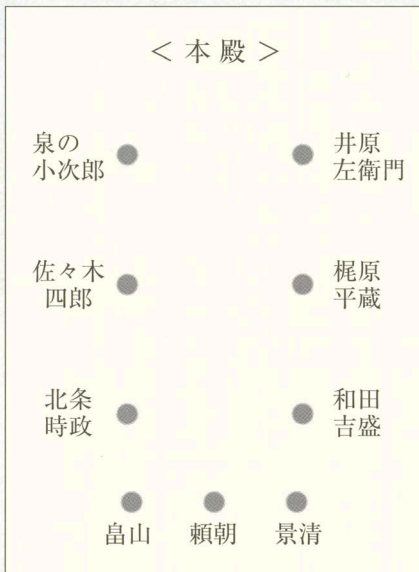 ＜本殿＞
泉の
小次郎
井原
左衛門
佐々木
四郎
梶原
平蔵
北条
時政
和田
吉盛
畠山
頼朝
景清